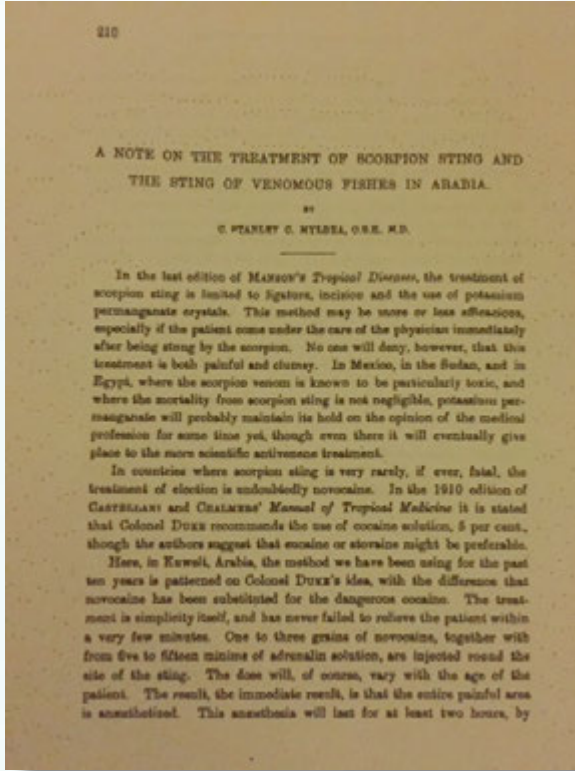 210
A NOTE ON THE TREATMENT OF SCORPION STING AND
THE STING OF VENOMOUS FISHES IN ARABIA.
BY
C. STANLEY G. MYLREA, O.B.E., M.D.
In the last edition of MANSON'S Tropical Diseases, the treatment of
scorpion sting is limited to ligature, incision and the use of potassium
permanganate crystals. This method may be more or less efficacious,
especially if the patient come under the care of the physician immediately
after being stung by the scorpion. No one will deny, however, that this
treatment is both painful and clumsy. In Mexico, in the Sudan, and in
Egypt, where the scorpion venom is known to be particularly toxic, and
where the mortality from scorpion sting is not negligible, potassium per-
manganate will probably maintain its hold on the opinion of the medical
profession for some time yet, though even there it will eventually give
place to the more scientific antivenene treatment.
In countries where scorpion sting is very rarely, if ever, fatal, the
treatment of election is undoubtedly novocaine. In the 1910 edition of
CASTELLANI and CHALMERS' Manual of Tropical Medicine it is stated
that Colonel DUKE recommends the use of cocaine solution, 5 per cent.,
though the authors suggest that eucaine or stovaine might be preferable.
Here, in Kuweit, Arabia, the method we have been using for the past
ten years is patterned on Colonel DUKE'S idea, with the difference that
novocaine has been substituted for the dangerous cocaine. The treat-
ment is simplicity itself, and has never failed to relieve the patient within
a very few minutes. One to three grains of novocaine, together with
from five to fifteen minims of adrenalin solution, are injected round the
site of the sting. The dose will, of course, vary with the age of the
patient. The result, the immediate result, is that the entire painful area
is anæsthetized. This anæsthesia will last for at least two hours, by